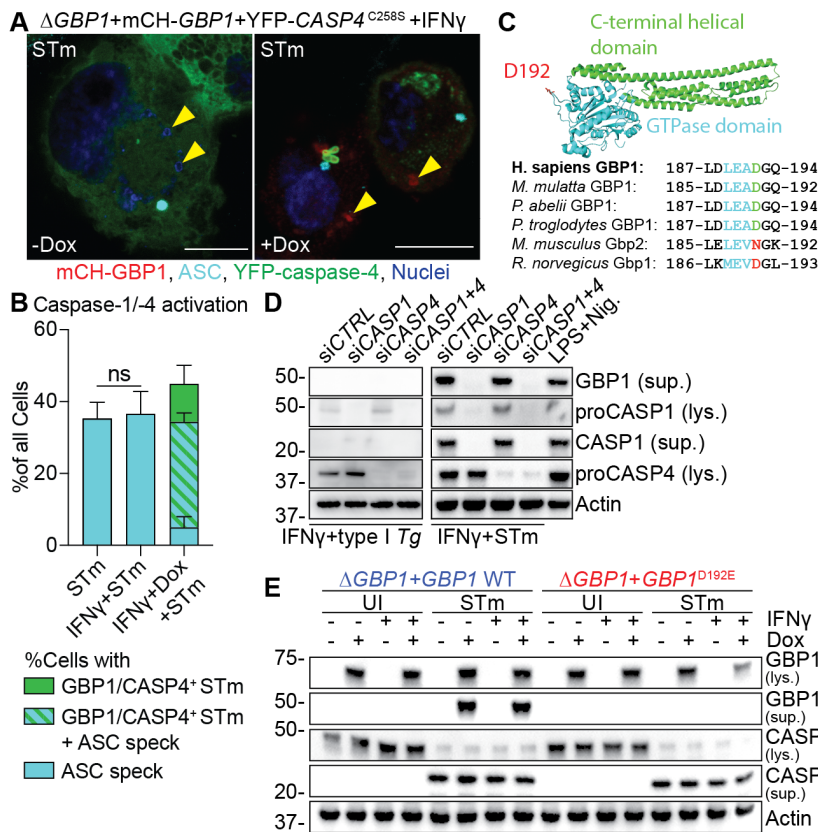 A
ΔGBP1+mCH-GBP1+YFP-CASP4 C258S +IFNγ
STm
STm
-Dox
+Dox
mCH-GBP1, ASC, YFP-caspase-4, Nuclei
B
Caspase-1/-4 activation
%of all Cells
60
40
20
0
ns
STm
IFNγ+STm
IFNγ+Dox
+STm
%Cells with
GBP1/CASP4+ STm
GBP1/CASP4+ STm
+ ASC speck
ASC speck
C
C-terminal helical
domain
D192
GTPase domain
H. sapiens GBP1: 187-LDLEADGQ-194
M. mulatta GBP1: 185-LDLEADGQ-192
P. abelii GBP1: 187-LDLEADGQ-194
P. troglodytes GBP1: 187-LDLEADGQ-194
M. musculus Gbp2: 185-LELEVNGK-192
R. norvegicus Gbp1: 186-LKMEVDGL-193
D
siCTRL siCASP1 siCASP4 siCASP1+4 siCTRL siCASP1 siCASP4 siCASP1+4 LPS+Nig.
50- GBP1 (sup.)
50- proCASP1 (lys.)
20- CASP1 (sup.)
37- proCASP4 (lys.)
37- Actin
IFNγ+type I Tg IFNγ+STm
E
ΔGBP1+GBP1 WT ΔGBP1+GBP1D192E
UI STm UI STm
- - + + - - + + - - + + - - + + IFNγ
- + - + - + - + - + - + - + - + Dox
75- GBP1
(lys.)
50- GBP1
(sup.)
50- CASP
(lys.)
20- CASP
(sup.)
37- Actin